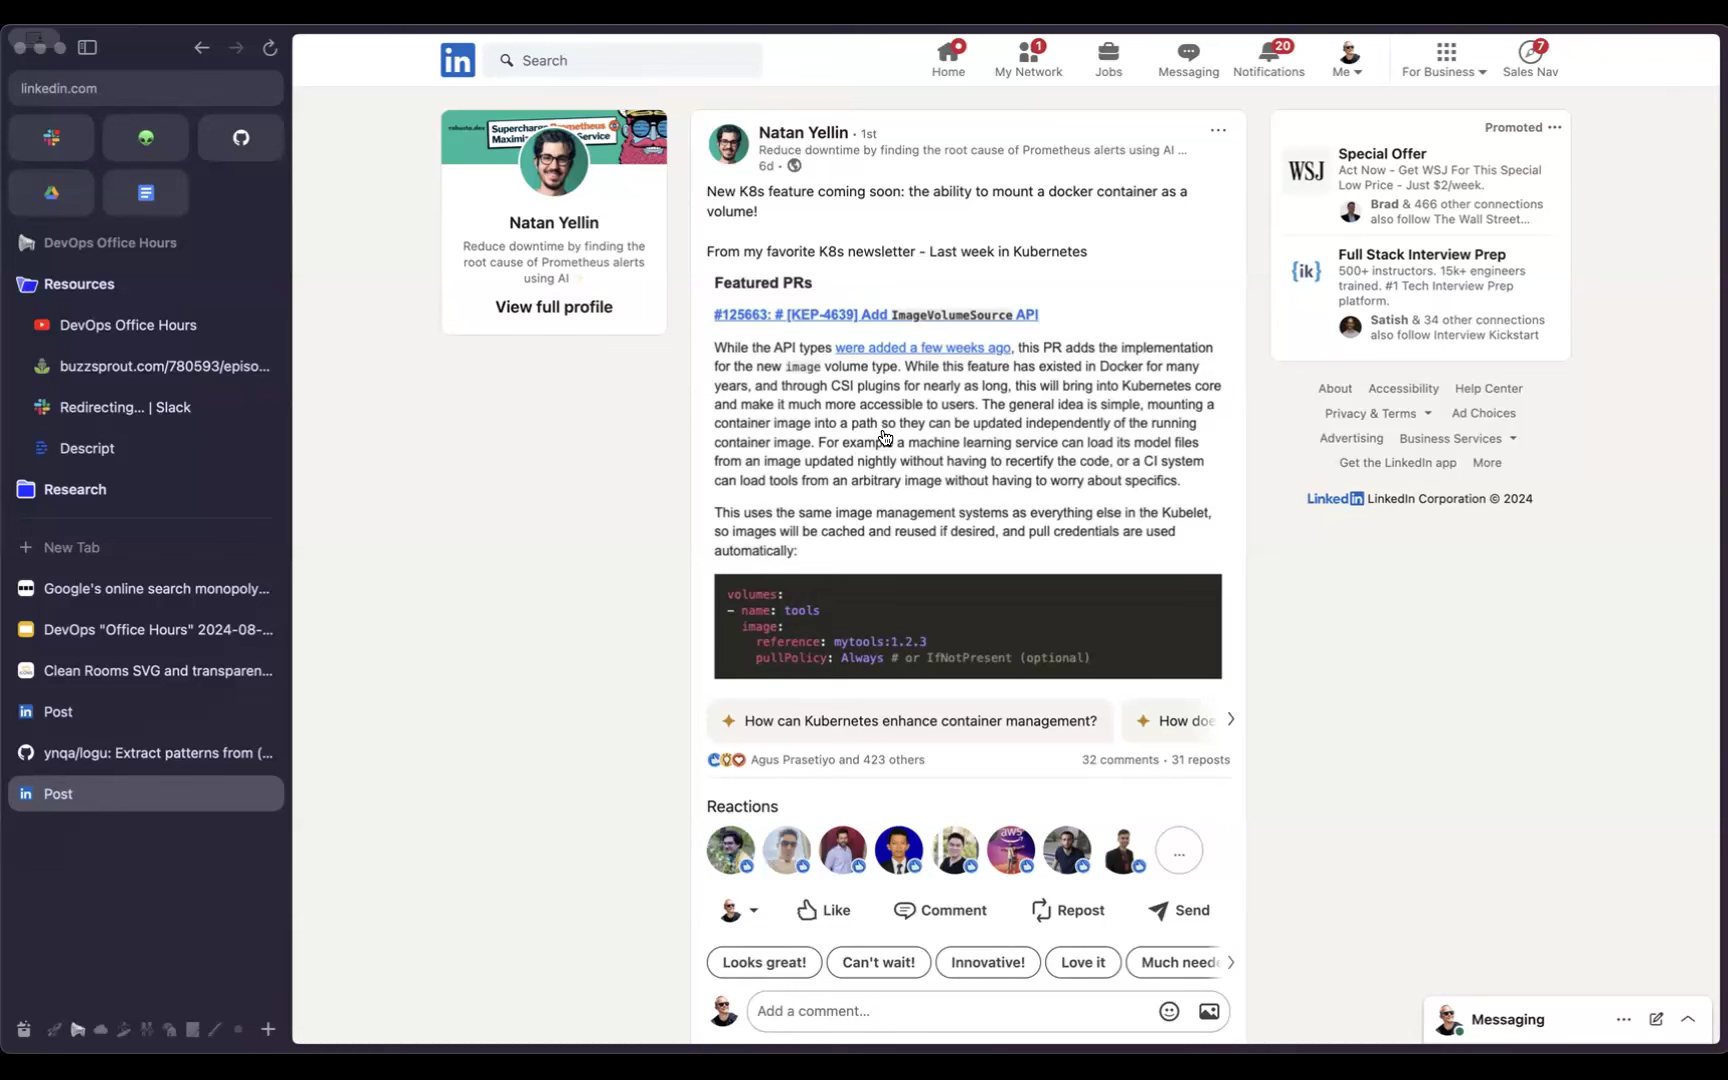 linkedin.com
DevOps Office Hours
Resources
DevOps Office Hours
buzzsprout.com/780593/episo...
Redirecting... | Slack
Descript
Research
New Tab
Google's online search monopoly...
DevOps "Office Hours" 2024-08-...
Clean Rooms SVG and transparen...
Post
ynqa/logu: Extract patterns from (...
Post
Search
Home
1
My Network
Jobs
Messaging
20
Notifications
Me
For Business
7
Sales Nav
robusta.dev
Supercharge Prometheus
Natan Yellin
Reduce downtime by finding the
root cause of Prometheus alerts
using AI
View full profile
Natan Yellin • 1st
Reduce downtime by finding the root cause of Prometheus alerts using AI ...
6d •
New K8s feature coming soon: the ability to mount a docker container as a
volume!
From my favorite K8s newsletter - Last week in Kubernetes
Featured PRs
#125663: # [KEP-4639] Add ImageVolumeSource API
While the API types were added a few weeks ago, this PR adds the implementation
for the new image volume type. While this feature has existed in Docker for many
years, and through CSI plugins for nearly as long, this will bring into Kubernetes core
and make it much more accessible to users. The general idea is simple, mounting a
container image into a path so they can be updated independently of the running
container image. For example a machine learning service can load its model files
from an image updated nightly without having to recertify the code, or a CI system
can load tools from an arbitrary image without having to worry about specifics.
This uses the same image management systems as everything else in the Kubelet,
so images will be cached and reused if desired, and pull credentials are used
automatically:
volumes:
- name: tools
image:
reference: mytools:1.2.3
pullPolicy: Always # or IfNotPresent (optional)
How can Kubernetes enhance container management?
How doe
Agus Prasetiyo and 423 others
32 comments • 31 reposts
Reactions
aws
...
Like
Comment
Repost
Send
Looks great!
Can't wait!
Innovative!
Love it
Much neede
Add a comment...
Promoted
WSJ
Special Offer
Act Now - Get WSJ For This Special
Low Price - Just $2/week.
Brad & 466 other connections
also follow The Wall Street...
{ik}
Full Stack Interview Prep
500+ instructors. 15k+ engineers
trained. #1 Tech Interview Prep
platform.
Satish & 34 other connections
also follow Interview Kickstart
About Accessibility Help Center
Privacy & Terms Ad Choices
Advertising Business Services
Get the LinkedIn app More
LinkedIn LinkedIn Corporation © 2024
Messaging